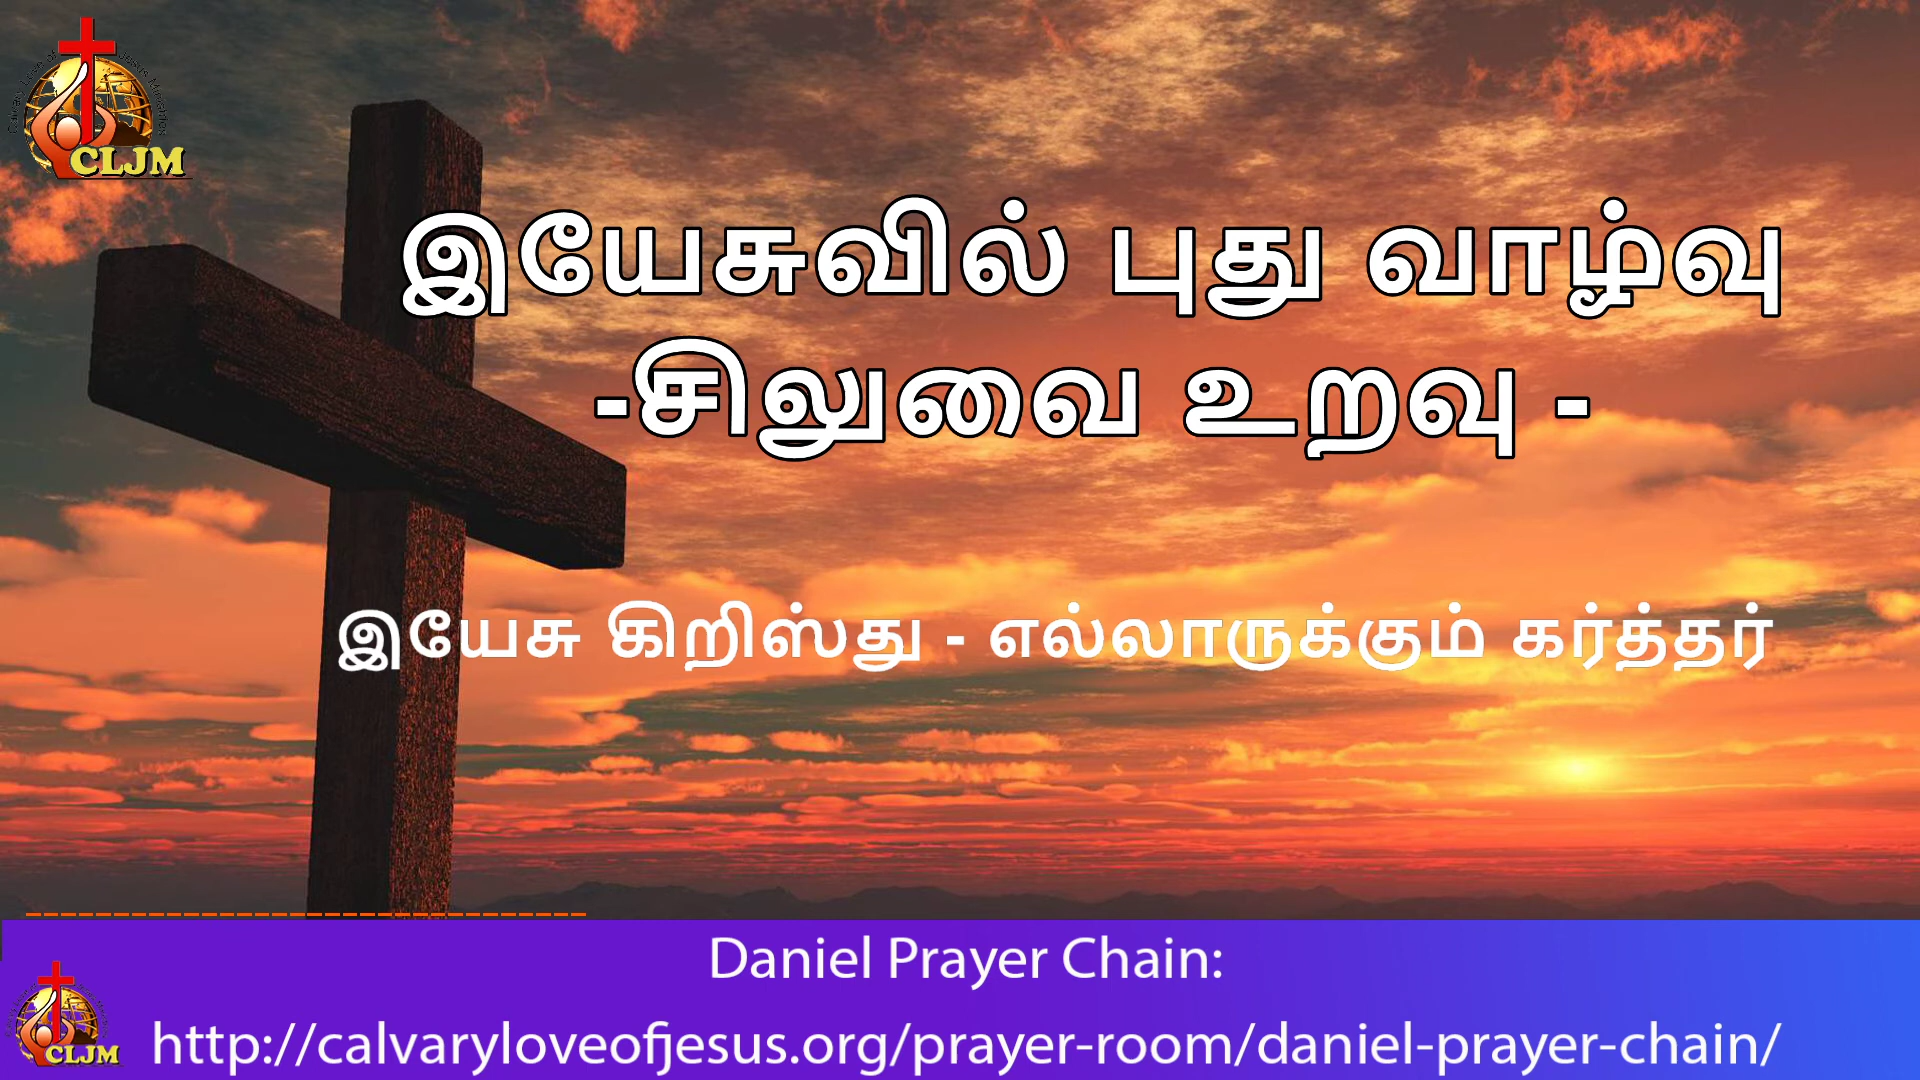 CLJM
இயேசுவில் புது வாழ்வு
-சிலுவை உறவு -
இயேசு கிறிஸ்து - எல்லாருக்கும் கர்த்தர்
Daniel Prayer Chain:
http://calvaryloveofjesus.org/prayer-room/daniel-prayer-chain/
CLJM